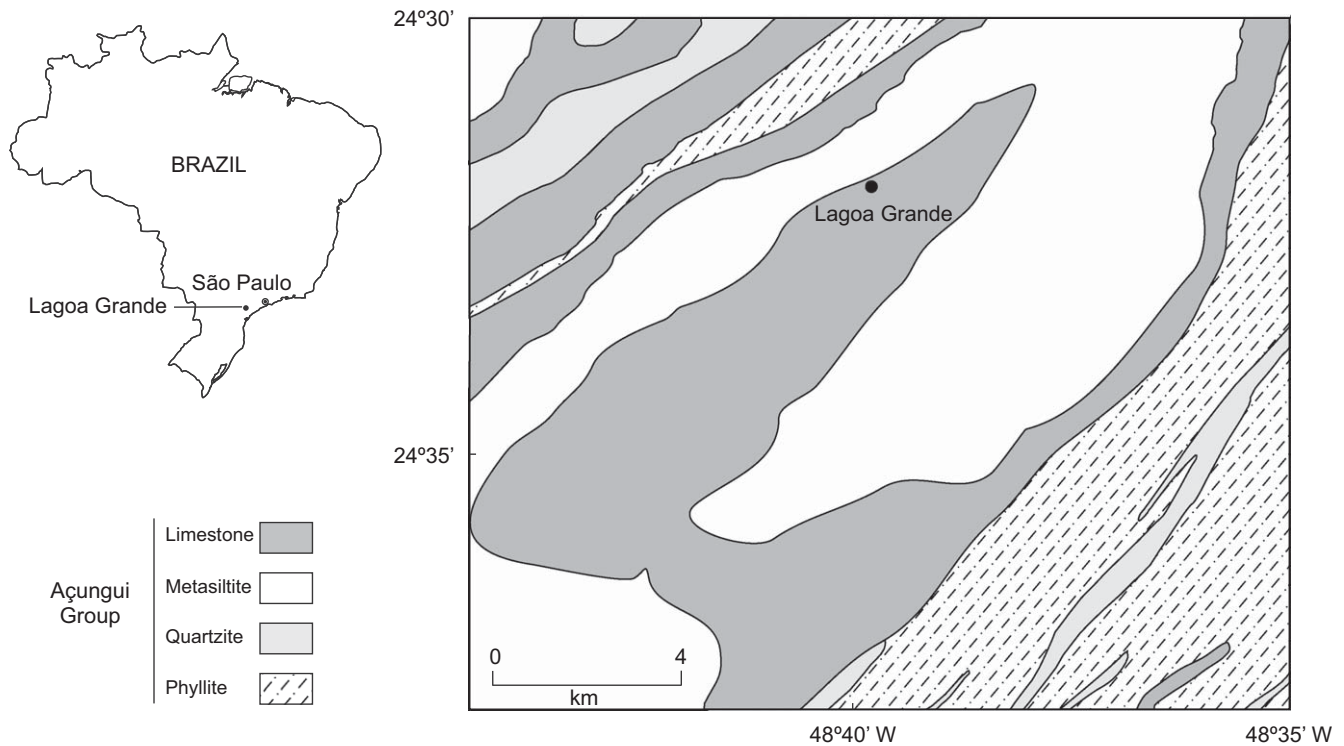 BRAZIL
São Paulo
Lagoa Grande
Açungui
Group
Limestone
Metasiltite
Quartzite
Phyllite
24º30’
24º35’
Lagoa Grande
0 4
km
48º40’ W
48º35’ W